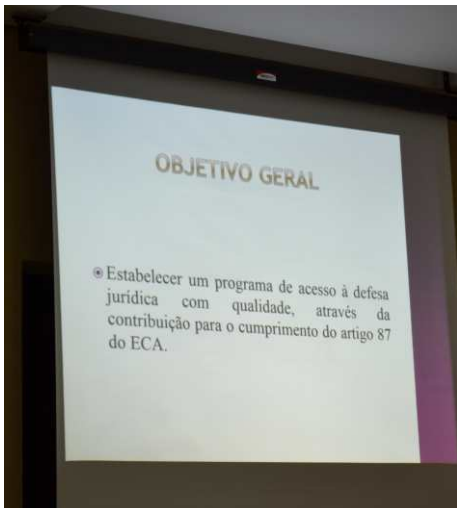 OBJETIVO GERAL
Estabelecer um programa de acesso à defesa
jurídica com qualidade, através da
contribuição para o cumprimento do artigo 87
do ECA.